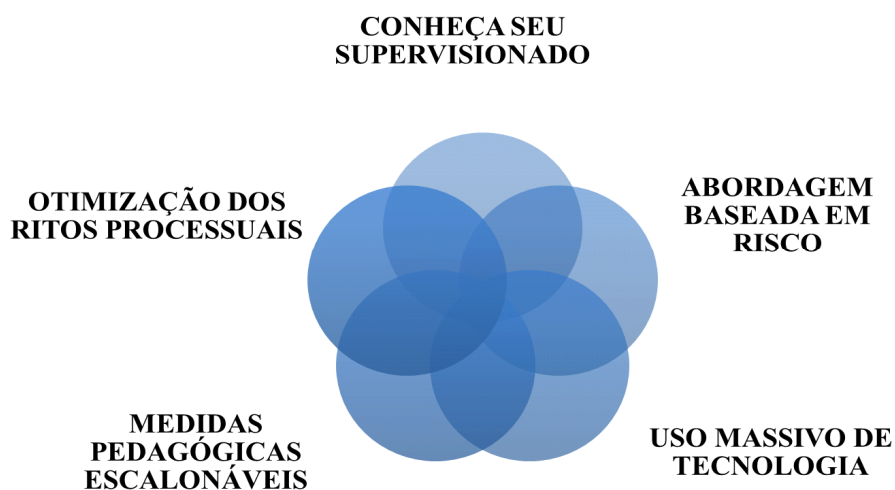 CONHEÇA SEU
SUPERVISIONADO
OTIMIZAÇÃO DOS
RITOS PROCESSUAIS
ABORDAGEM
BASEADA EM
RISCO
MEDIDAS
PEDAGÓGICAS
ESCALONÁVEIS
USO MASSIVO DE
TECNOLOGIA